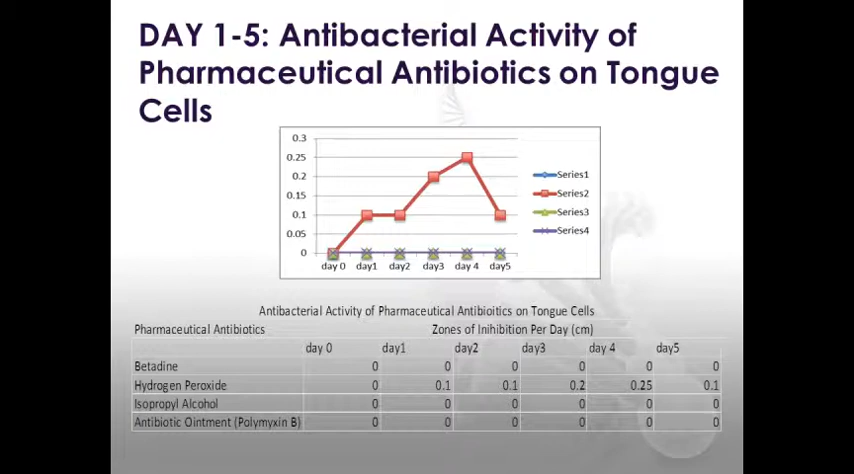 DAY 1-5: Antibacterial Activity of
Pharmaceutical Antibiotics on Tongue
Cells
0.3
0.25
0.2
0.15
0.1
0.05
0
day 0 day1 day2 day3 day 4 day5
Series1
Series2
Series3
Series4
Antibacterial Activity of Pharmaceutical Antibioitics on Tongue Cells
Pharmaceutical Antibiotics Zones of Inihibition Per Day (cm)
day 0 day1 day2 day3 day 4 day5
Betadine 0 0 0 0 0 0
Hydrogen Peroxide 0 0.1 0.1 0.2 0.25 0.1
Isopropyl Alcohol 0 0 0 0 0 0
Antibiotic Ointment (Polymyxin B) 0 0 0 0 0 0